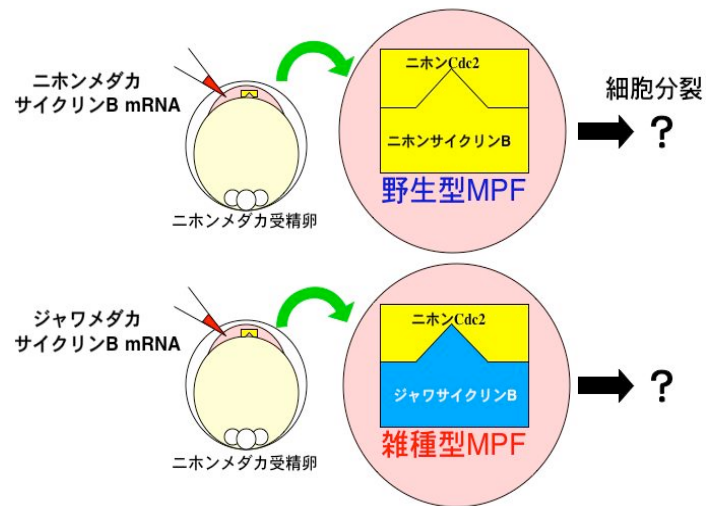 ニホンメダカ
サイクリンB mRNA
ニホンメダカ受精卵
ニホンCdc2
ニホンサイクリンB
野生型MPF
細胞分裂
?
ジャワメダカ
サイクリンB mRNA
ニホンメダカ受精卵
ニホンCdc2
ジャワサイクリンB
雑種型MPF
?